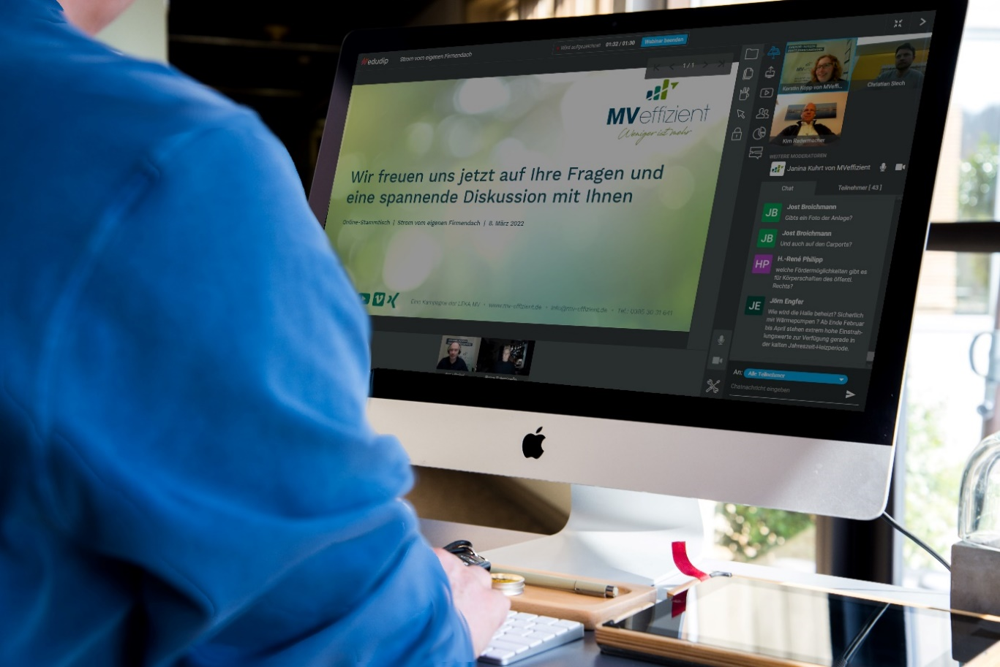 edudip
Strom vom eigenen Firmendach
Wird aufgezeichnet
01:32 / 01:30
Webinar beenden
1 / 1
MVeffizient
Weniger ist mehr
Wir freuen uns jetzt auf Ihre Fragen und
eine spannende Diskussion mit Ihnen
Online-Stammtisch | Strom vom eigenen Firmendach | 8. März 2022
Eine Kampagne der LEKA MV • www.mv-effizient.de • info@mv-effizient.de • Tel.: 0385 30 31 641
Kerstin Kopp von MVeffi...
Christian Stech
Kim Radermacher
WEITERE MODERATOREN
Janina Kuhrt von MVeffizient
Chat
Teilnehmer [ 43 ]
JB
Jost Broichmann
Gibts ein Foto der Anlage?
JB
Jost Broichmann
Und auch auf den Carports?
HP
H.-René Philipp
welche Fördermöglichkeiten gibt es
für Körperschaften des öffentl.
Rechts?
JE
Jörn Engfer
Wie wird die Halle beheizt? Sicherlich
mit Wärmepumpen ? Ab Ende Februar
bis April stehen extrem hohe Einstrah-
lungswerte zur Verfügung gerade in
der kalten Jahreszeit-Heizperiode.
An:
Alle Teilnehmer
Chatnachricht eingeben